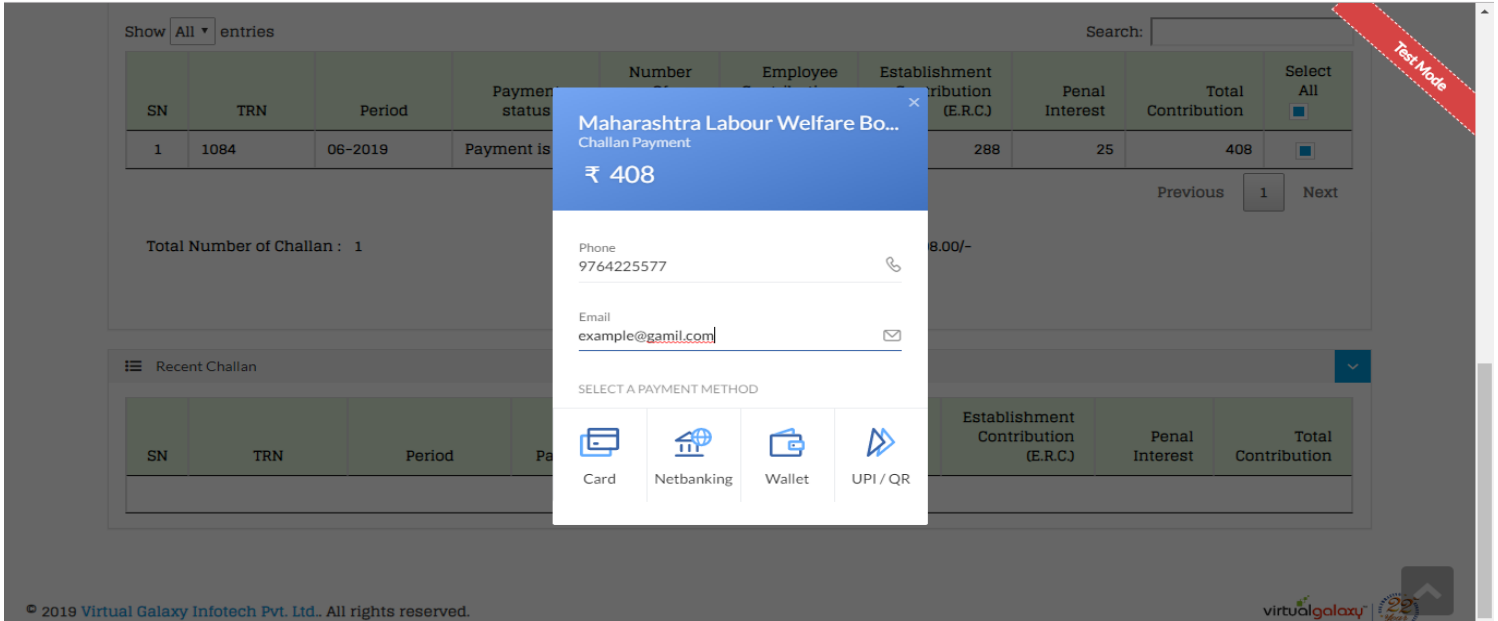 Show All entries
Search:
Test Mode
SN TRN Period status Number Employee Establishment (E.R.C.) Penal Interest Total Contribution Select All
1 1084 06-2019 Payment is 288 25 408
Previous 1 Next
Total Number of Challan : 1
8.00/-
Maharashtra Labour Welfare Bo...
Challan Payment
₹ 408
Phone
9764225577
Email
example@gamil.com
SELECT A PAYMENT METHOD
Card Netbanking Wallet UPI / QR
Recent Challan
SN TRN Period Establishment Contribution (E.R.C.) Penal Interest Total Contribution
© 2019 Virtual Galaxy Infotech Pvt. Ltd.. All rights reserved.
virtualgalaxy